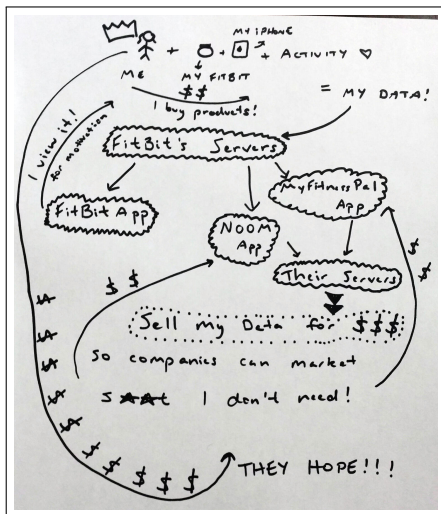 MY iPHONE
+ + + ACTIVITY ♡
ME
MY FITBIT
$$
I buy products!
= MY DATA!
I view it!
for motivation
FitBit's Servers
FitBit App
MyFitnessPal
App
NOOM
App
Their Servers
$ $
$
$
Sell my Data for $$$
so companies can market
I don't need!
$
$
$
$
$
$
$
$
$
$
THEY HOPE!!!